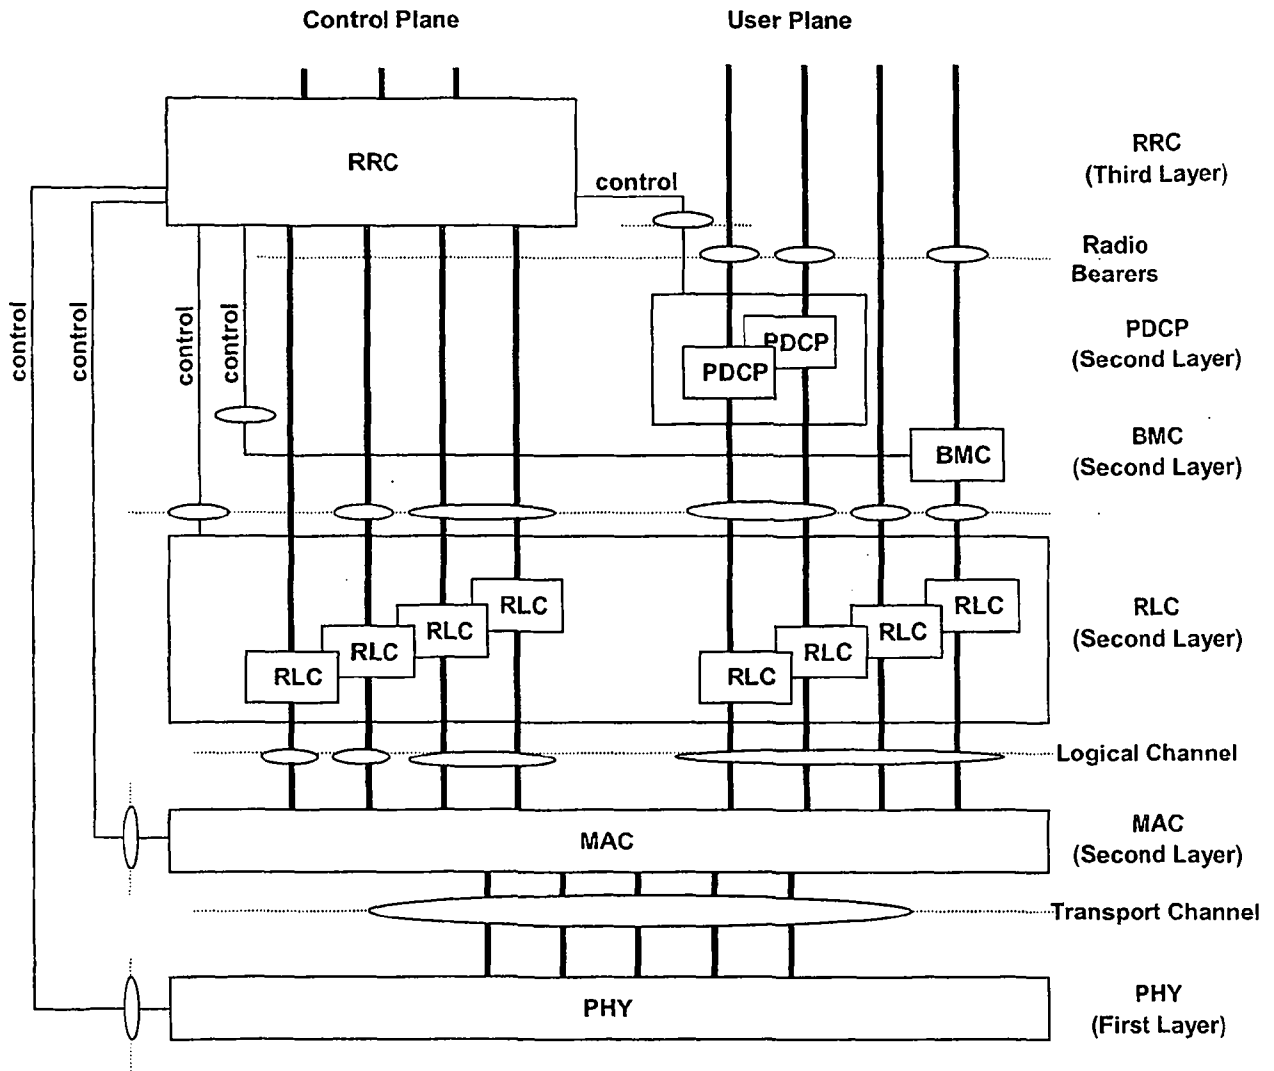 Control Plane
User Plane
RRC
RRC
(Third Layer)
control
Radio
Bearers
control
control
control
control
PDCP
PDCP
PDCP
(Second Layer)
BMC
BMC
(Second Layer)
RLC
RLC
RLC
RLC
RLC
RLC
RLC
RLC
RLC
(Second Layer)
Logical Channel
MAC
MAC
(Second Layer)
Transport Channel
PHY
PHY
(First Layer)